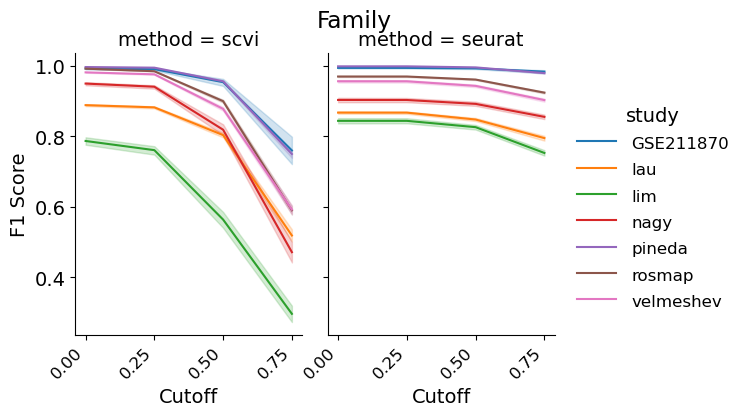 Family
method = scvi
method = seurat
F1 Score
1.0
0.8
0.6
0.4
0.00
0.25
0.50
0.75
Cutoff
0.00
0.25
0.50
0.75
Cutoff
study
GSE211870
lau
lim
nagy
pineda
rosmap
velmeshev